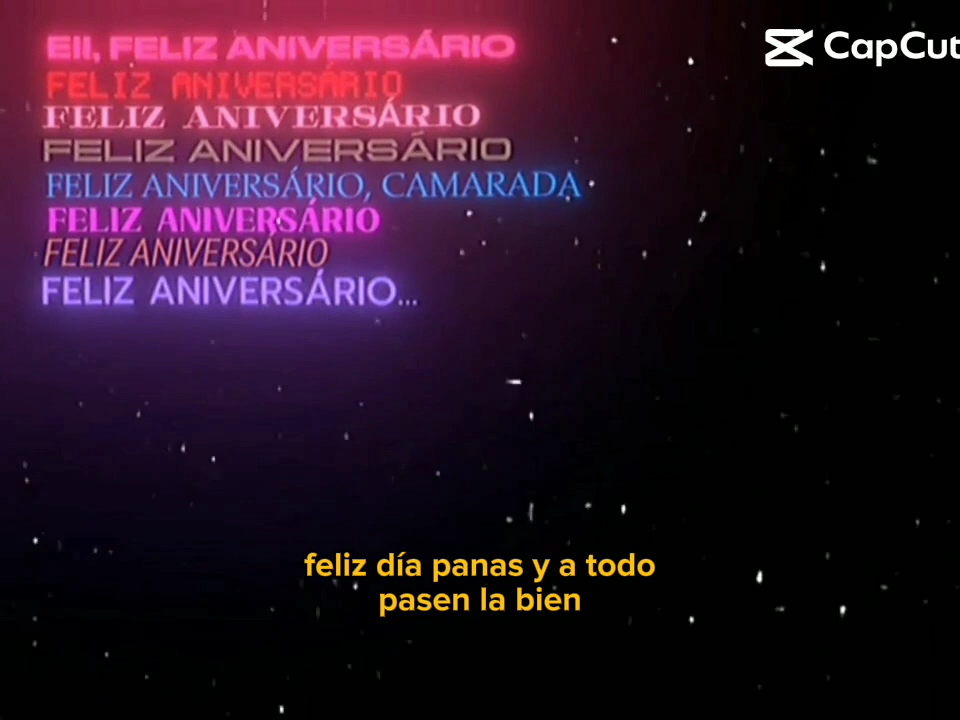 EII, FELIZ ANIVERSÁRIO
FELIZ ANIVERSÁRIO
FELIZ ANIVERSÁRIO
FELIZ ANIVERSÁRIO
FELIZ ANIVERSÁRIO, CAMARADA
FELIZ ANIVERSÁRIO
FELIZ ANIVERSÁRIO
FELIZ ANIVERSÁRIO...
CapCut
feliz día panas y a todo
pasen la bien